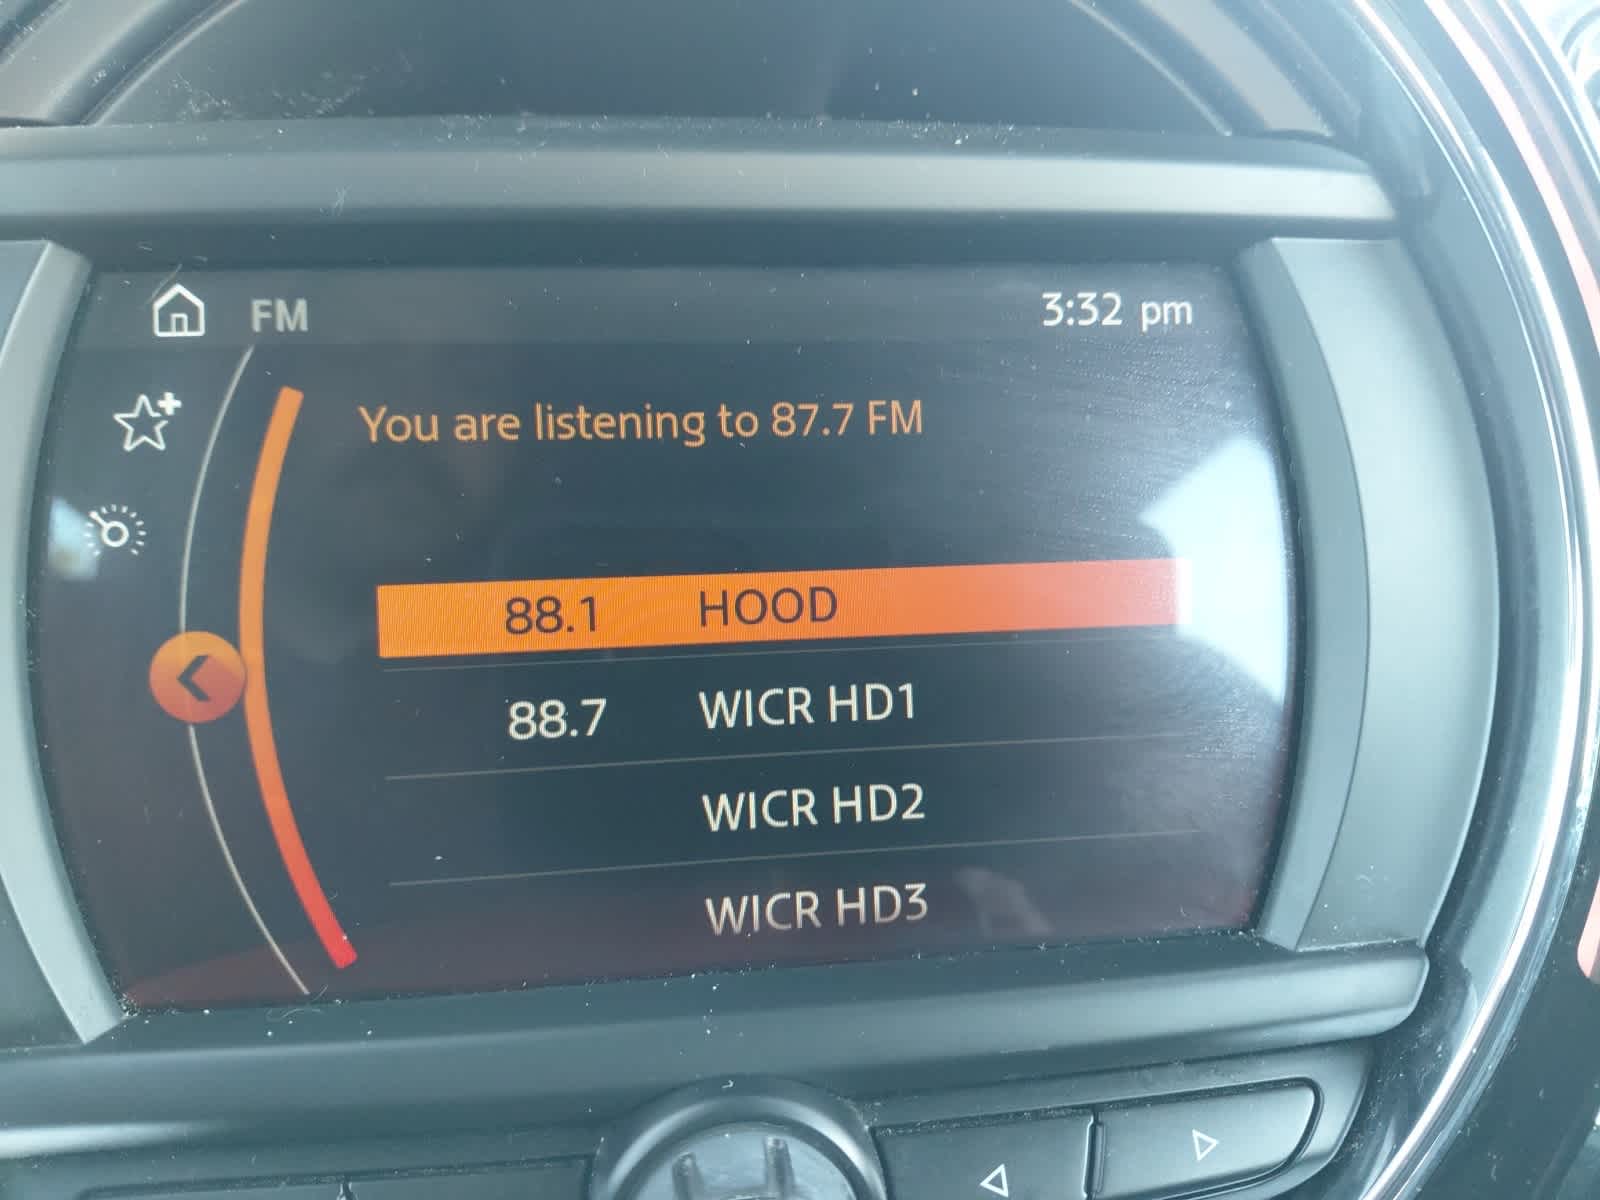 FM 3:32 pm
You are listening to 87.7 FM
88.1 HOOD
88.7 WICR HD1
WICR HD2
WICR HD3